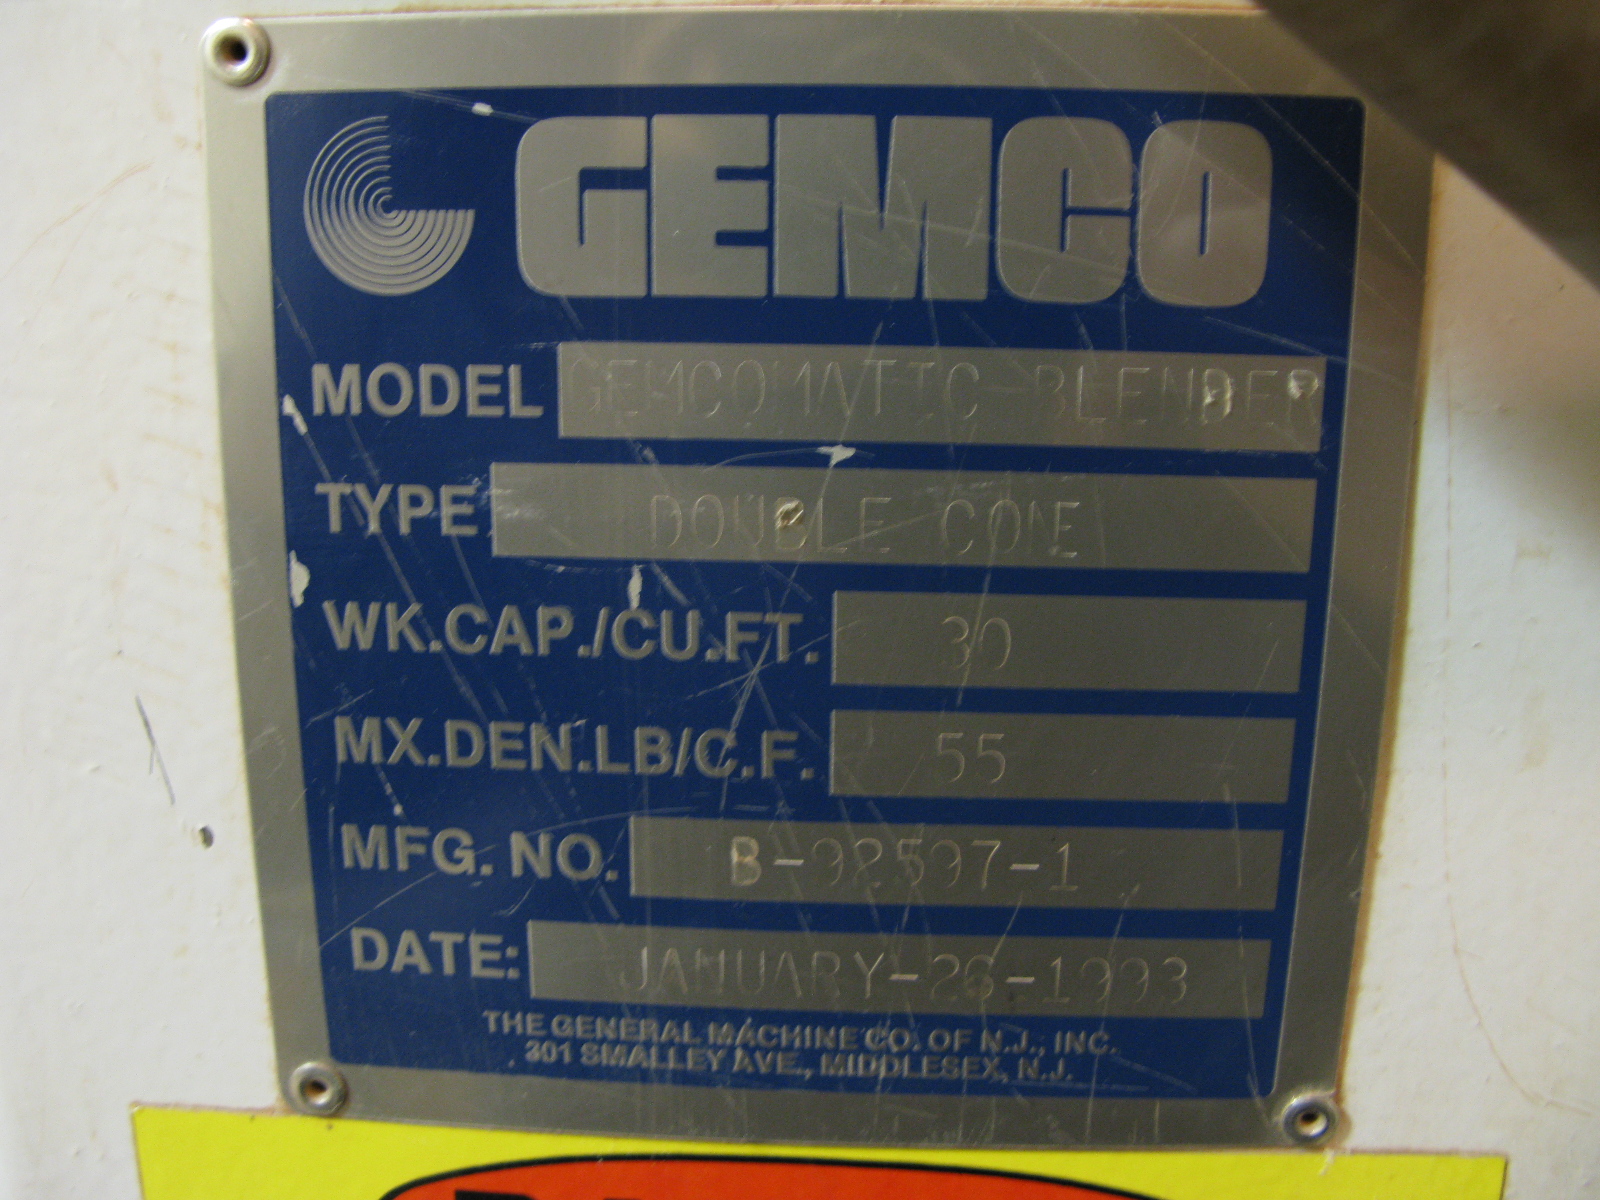 GEMCO
MODEL GEMCOMATIC BLENDER
TYPE DOUBLE CONE
WK.CAP./CU.FT. 30
MX.DEN.LB/C.F. 55
MFG. NO. B-92597-1
DATE: JANUARY-26-1993
THE GENERAL MACHINE CO. OF N.J., INC.
301 SMALLEY AVE., MIDDLESEX, N.J.